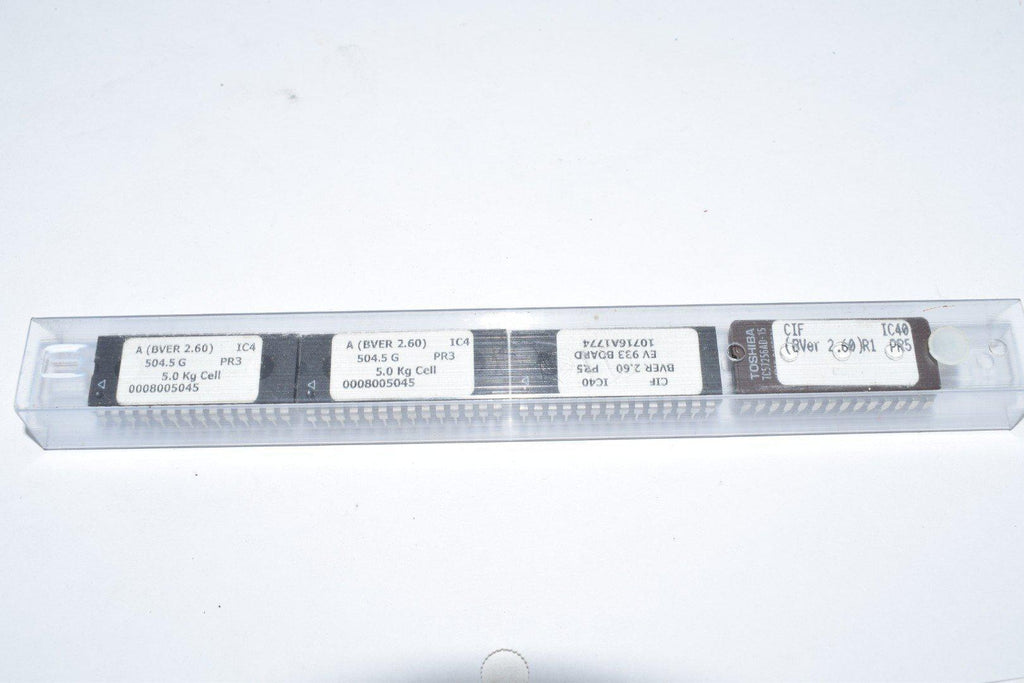 A (BVER 2.60) IC4
504.5 G PR3
5.0 Kg Cell
0008005045
A (BVER 2.60) IC4
504.5 G PR3
5.0 Kg Cell
0008005045
CIF IC40
BVER 2.60 PR5
EV 933 BOARD
10716A1774
TOSHIBA
CIF IC40
(BVer 2.60)R1 PR5